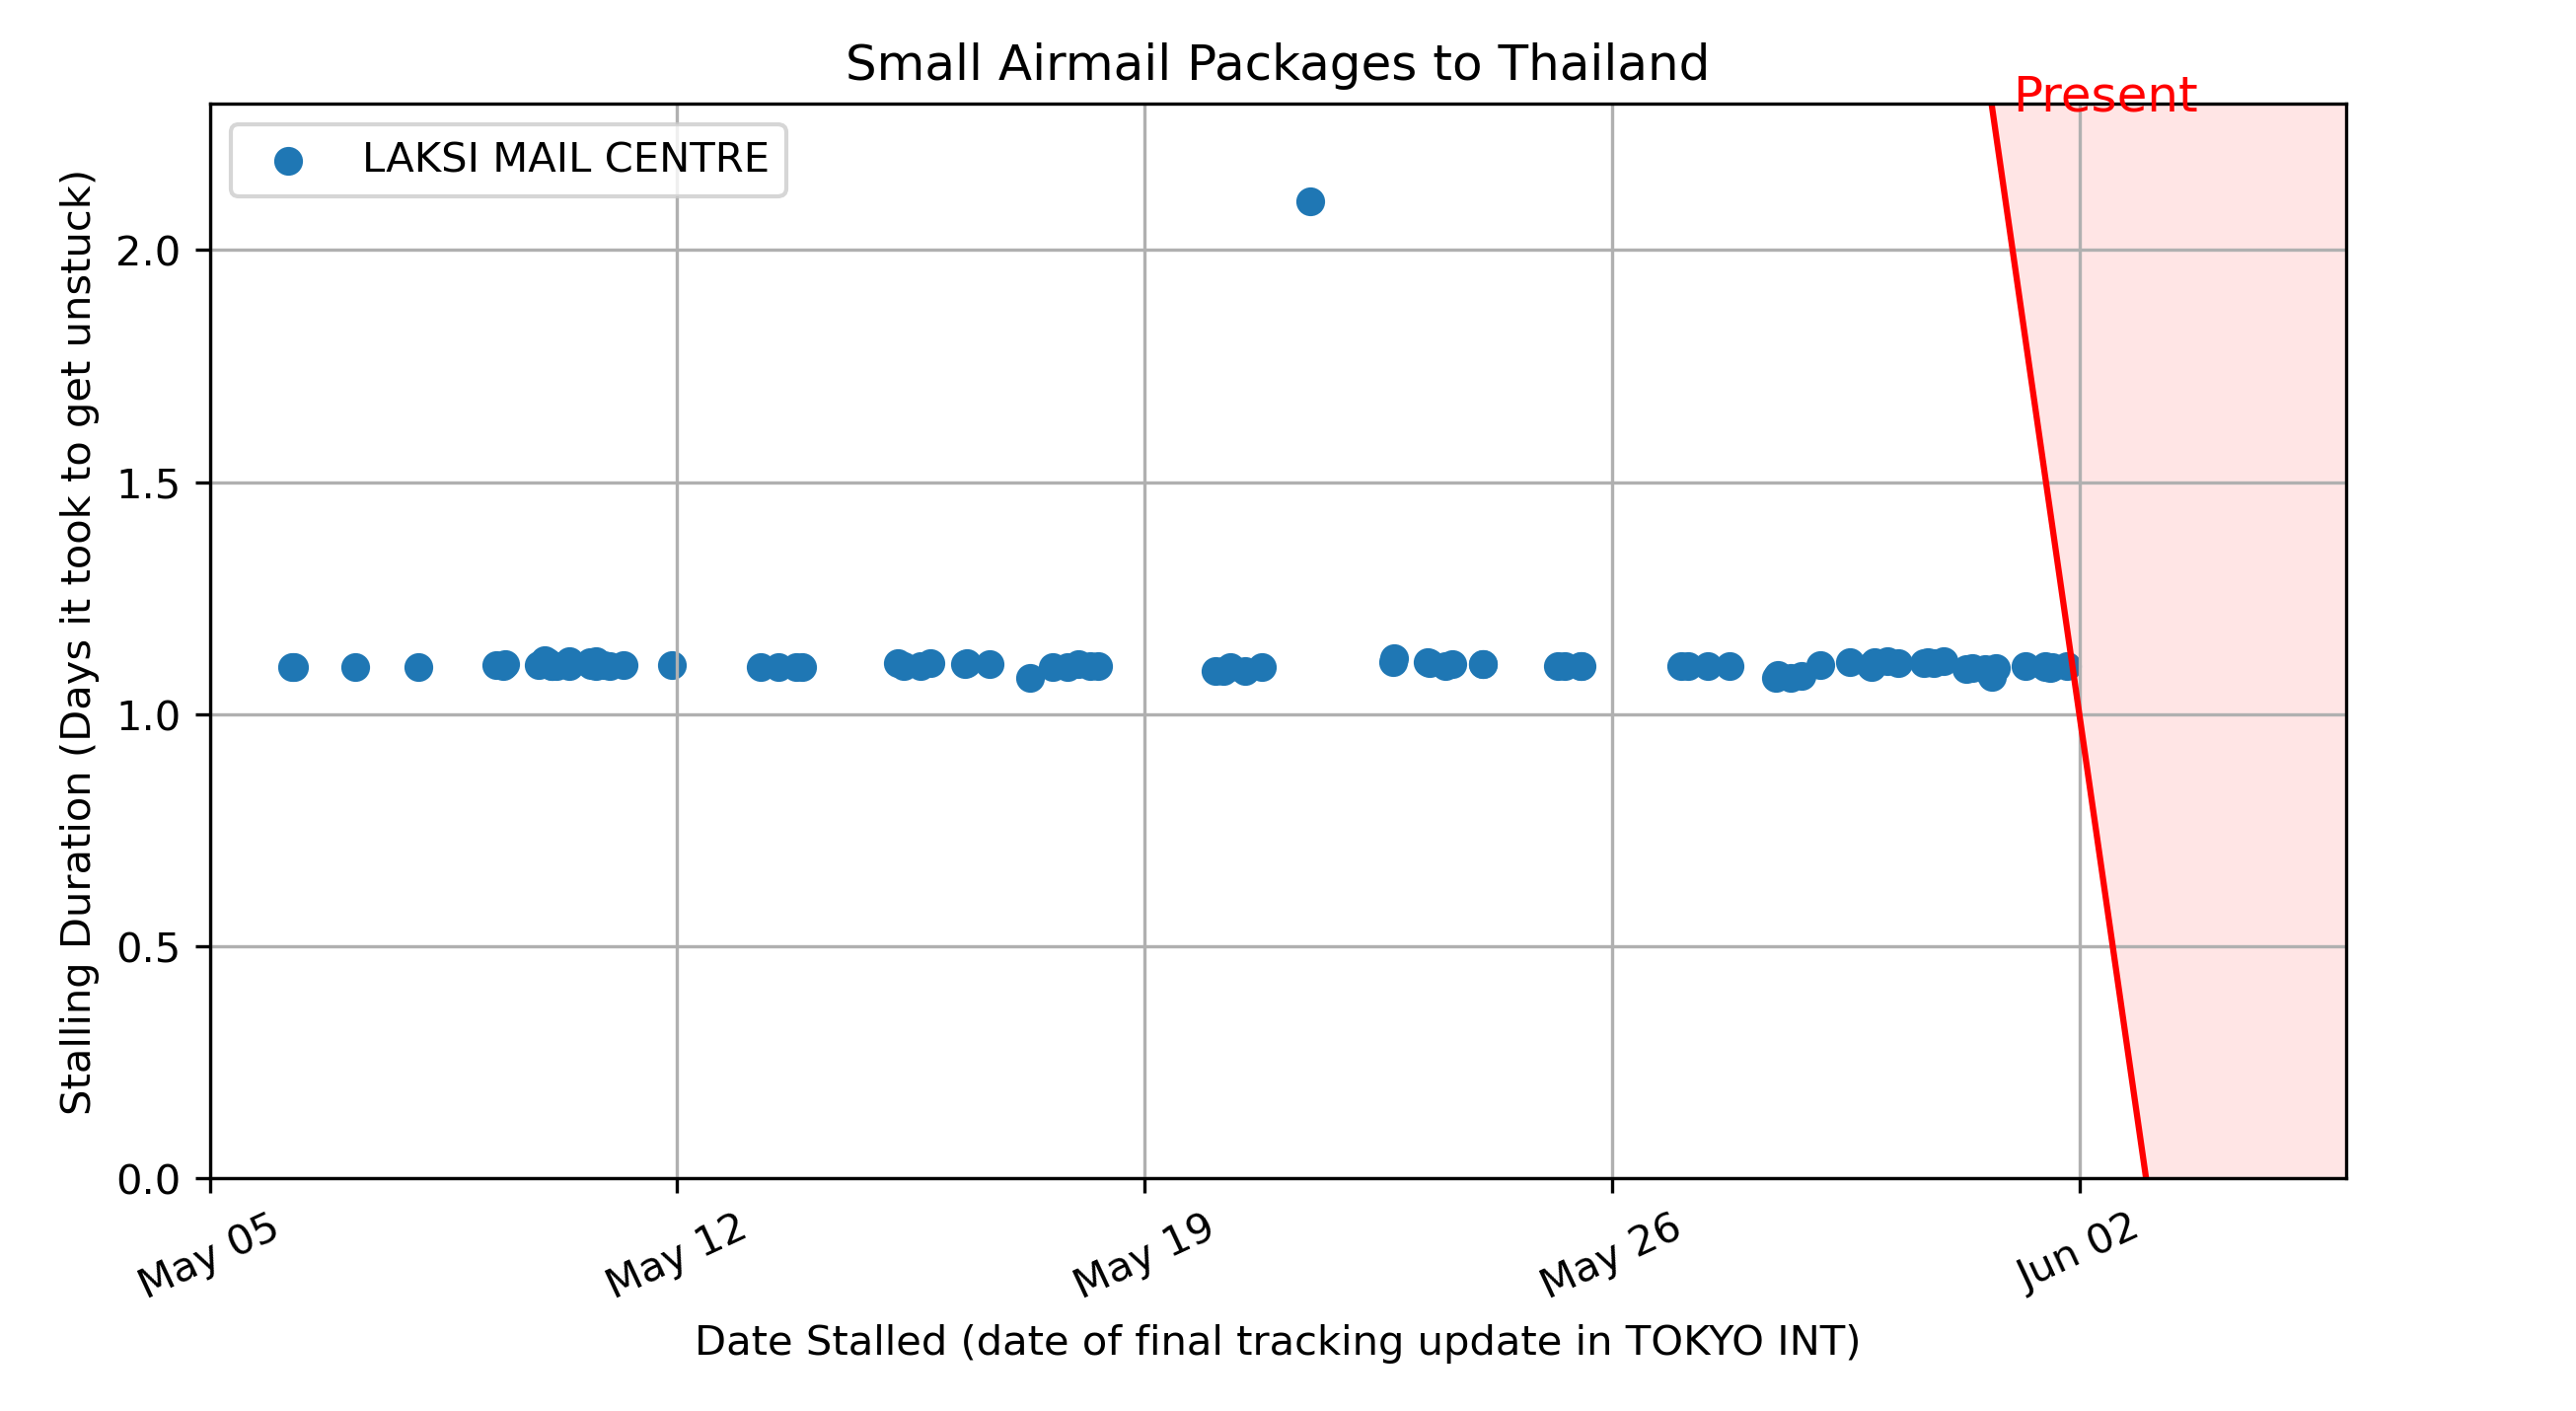 Small Airmail Packages to Thailand
Present
LAKSI MAIL CENTRE
Stalling Duration (Days it took to get unstuck)
2.0
1.5
1.0
0.5
0.0
May 05
May 12
May 19
May 26
Jun 02
Date Stalled (date of final tracking update in TOKYO INT)